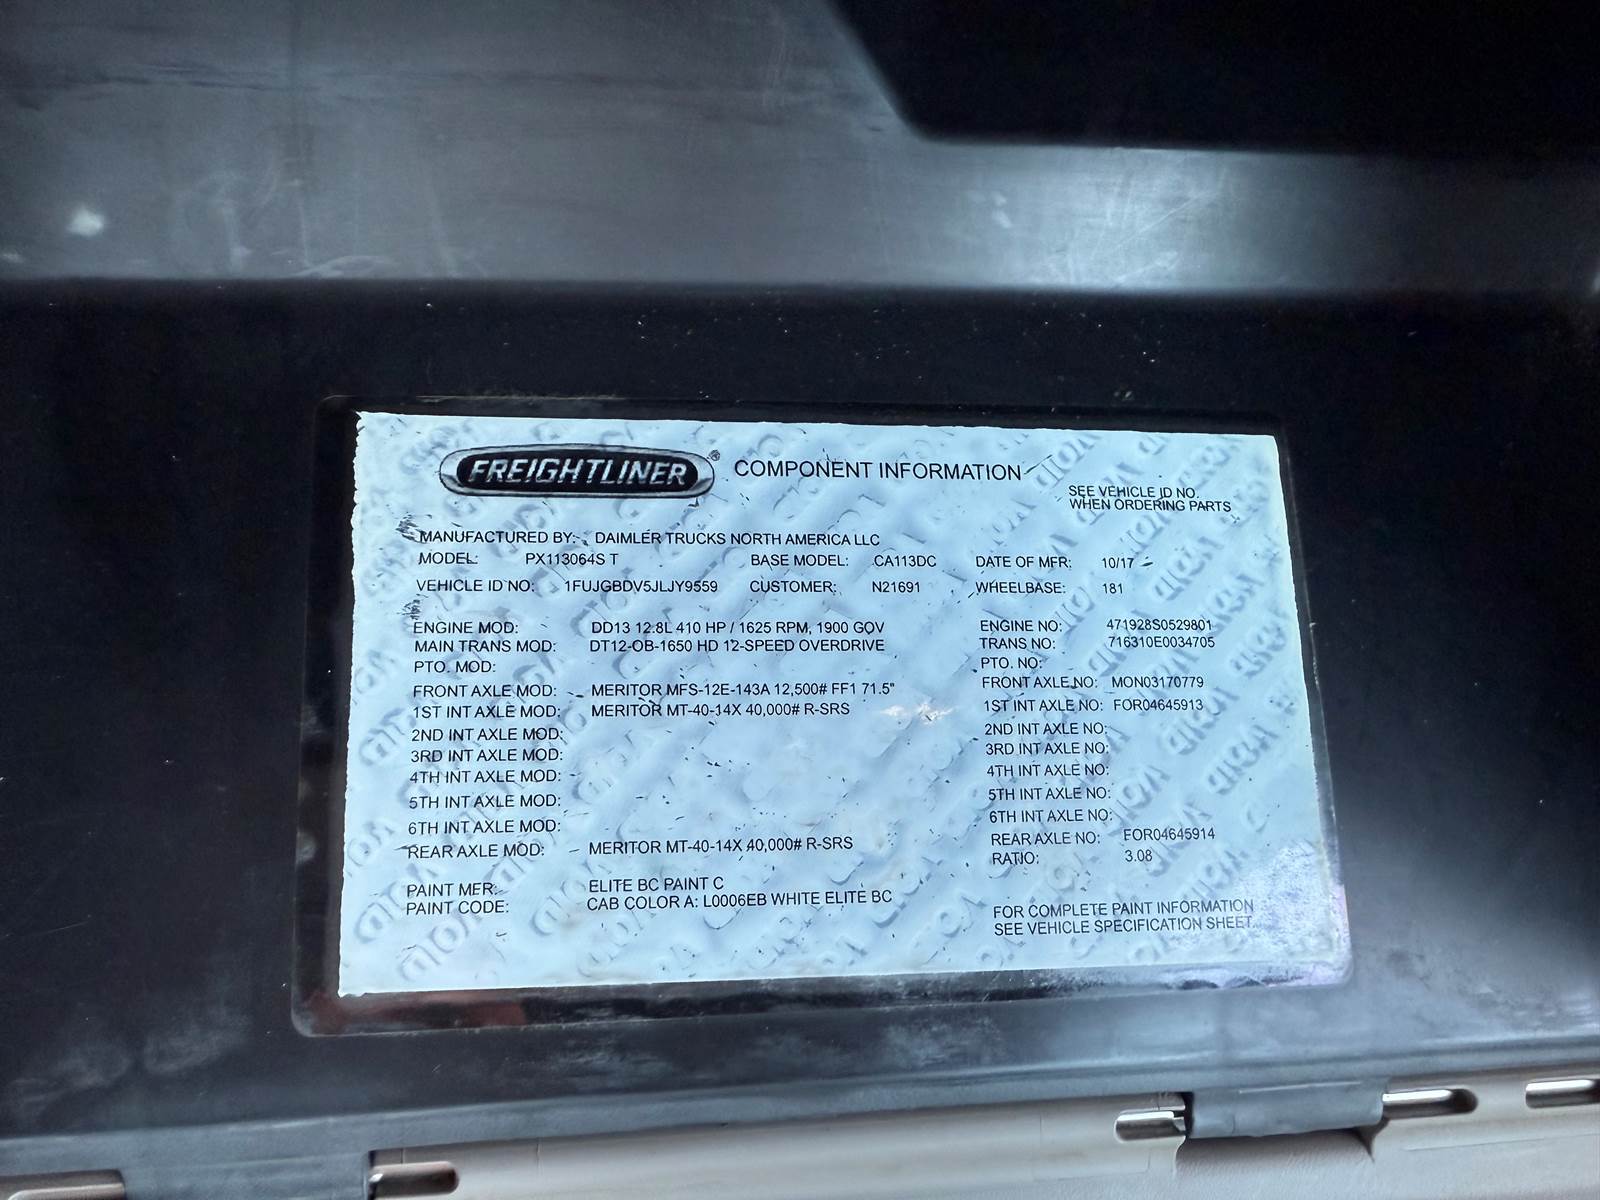 FREIGHTLINER® COMPONENT INFORMATION
SEE VEHICLE ID NO.
WHEN ORDERING PARTS
MANUFACTURED BY: DAIMLER TRUCKS NORTH AMERICA LLC
MODEL: PX113064S T BASE MODEL: CA113DC DATE OF MFR: 10/17
VEHICLE ID NO: 1FUJGBDV5JLJY9559 CUSTOMER: N21691 WHEELBASE: 181
ENGINE MOD: DD13 12.8L 410 HP / 1625 RPM, 1900 GOV ENGINE NO: 471928S0529801
MAIN TRANS MOD: DT12-OB-1650 HD 12-SPEED OVERDRIVE TRANS NO: 716310E0034705
PTO. MOD: PTO. NO:
FRONT AXLE MOD: MERITOR MFS-12E-143A 12,500# FF1 71.5" FRONT AXLE NO: MON03170779
1ST INT AXLE MOD: MERITOR MT-40-14X 40,000# R-SRS 1ST INT AXLE NO: FOR04645913
2ND INT AXLE MOD: 2ND INT AXLE NO:
3RD INT AXLE MOD: 3RD INT AXLE NO:
4TH INT AXLE MOD: 4TH INT AXLE NO:
5TH INT AXLE MOD: 5TH INT AXLE NO:
6TH INT AXLE MOD: 6TH INT AXLE NO:
REAR AXLE MOD: MERITOR MT-40-14X 40,000# R-SRS REAR AXLE NO: FOR04645914
RATIO: 3.08
PAINT MFR: ELITE BC PAINT C
PAINT CODE: CAB COLOR A: L0006EB WHITE ELITE BC
FOR COMPLETE PAINT INFORMATION
SEE VEHICLE SPECIFICATION SHEET.